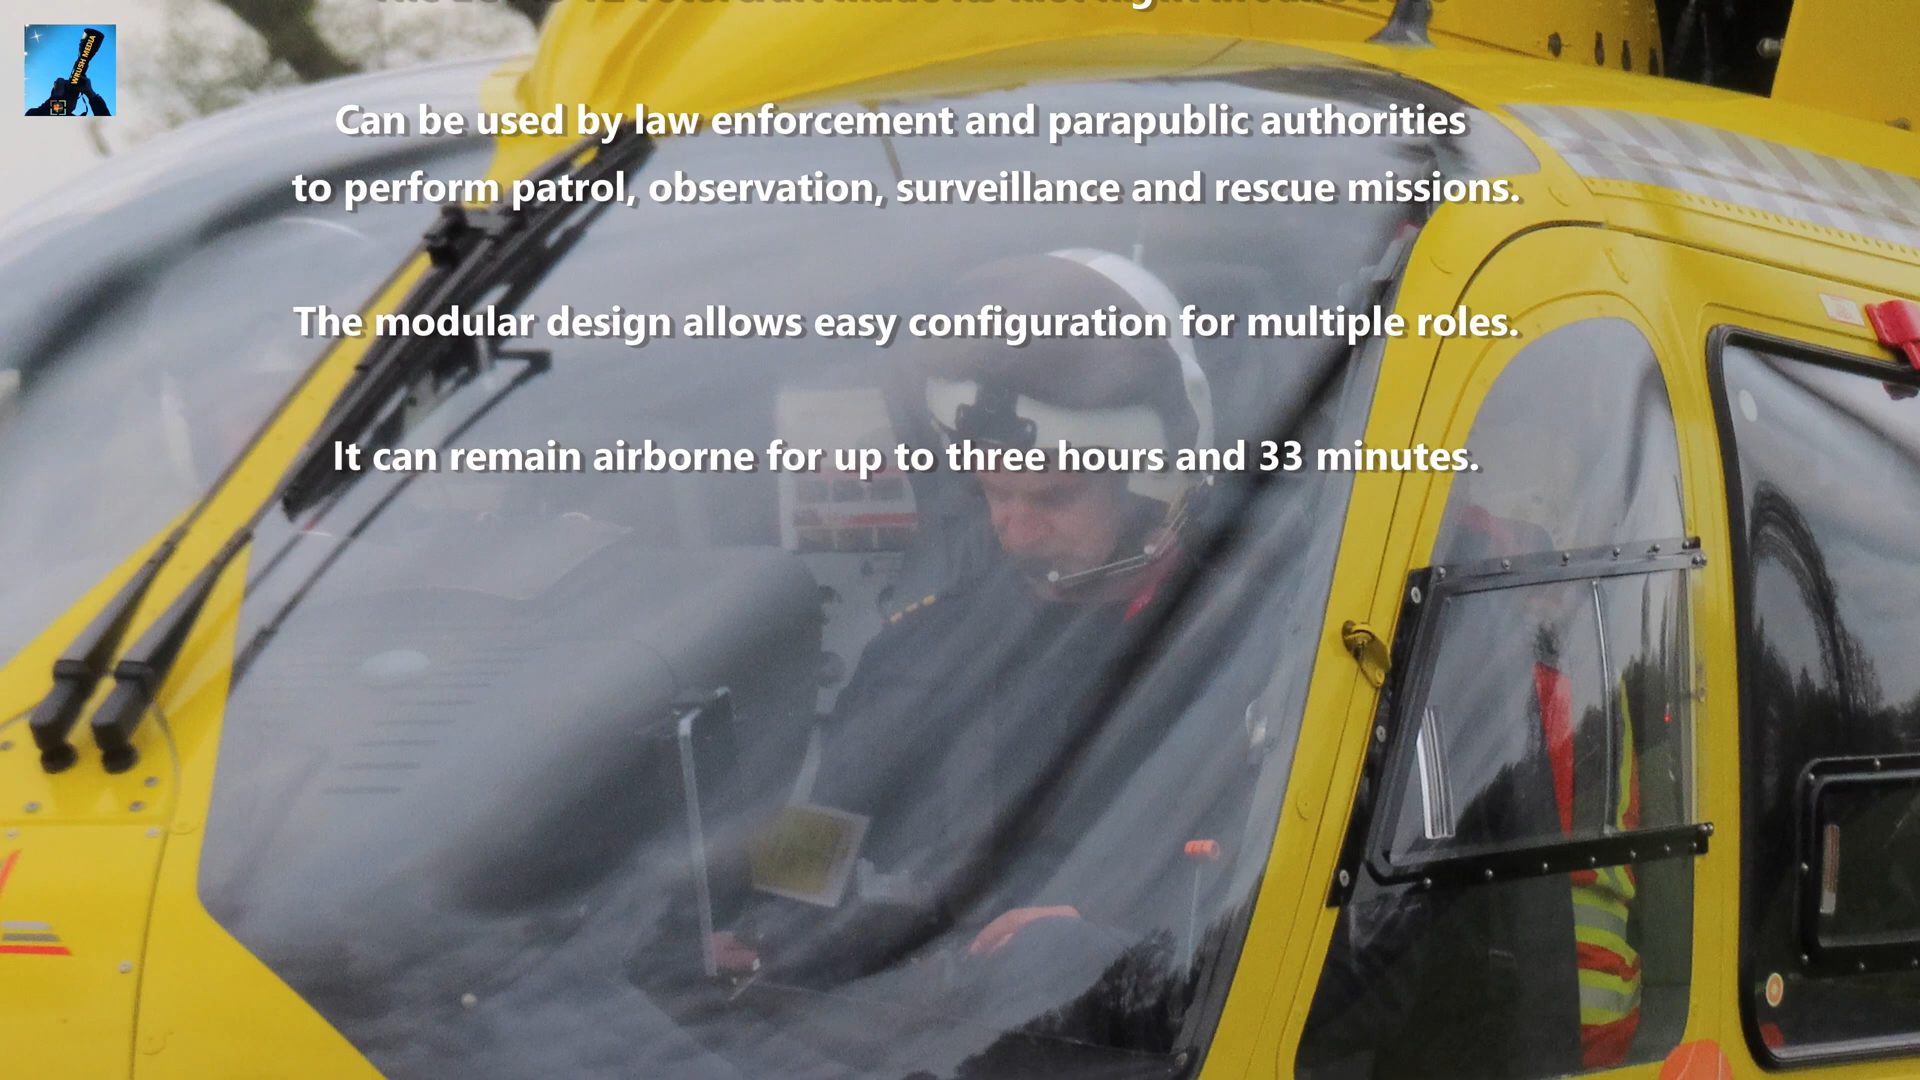 WRUSH MEDIA
Can be used by law enforcement and parapublic authorities
to perform patrol, observation, surveillance and rescue missions.
The modular design allows easy configuration for multiple roles.
It can remain airborne for up to three hours and 33 minutes.